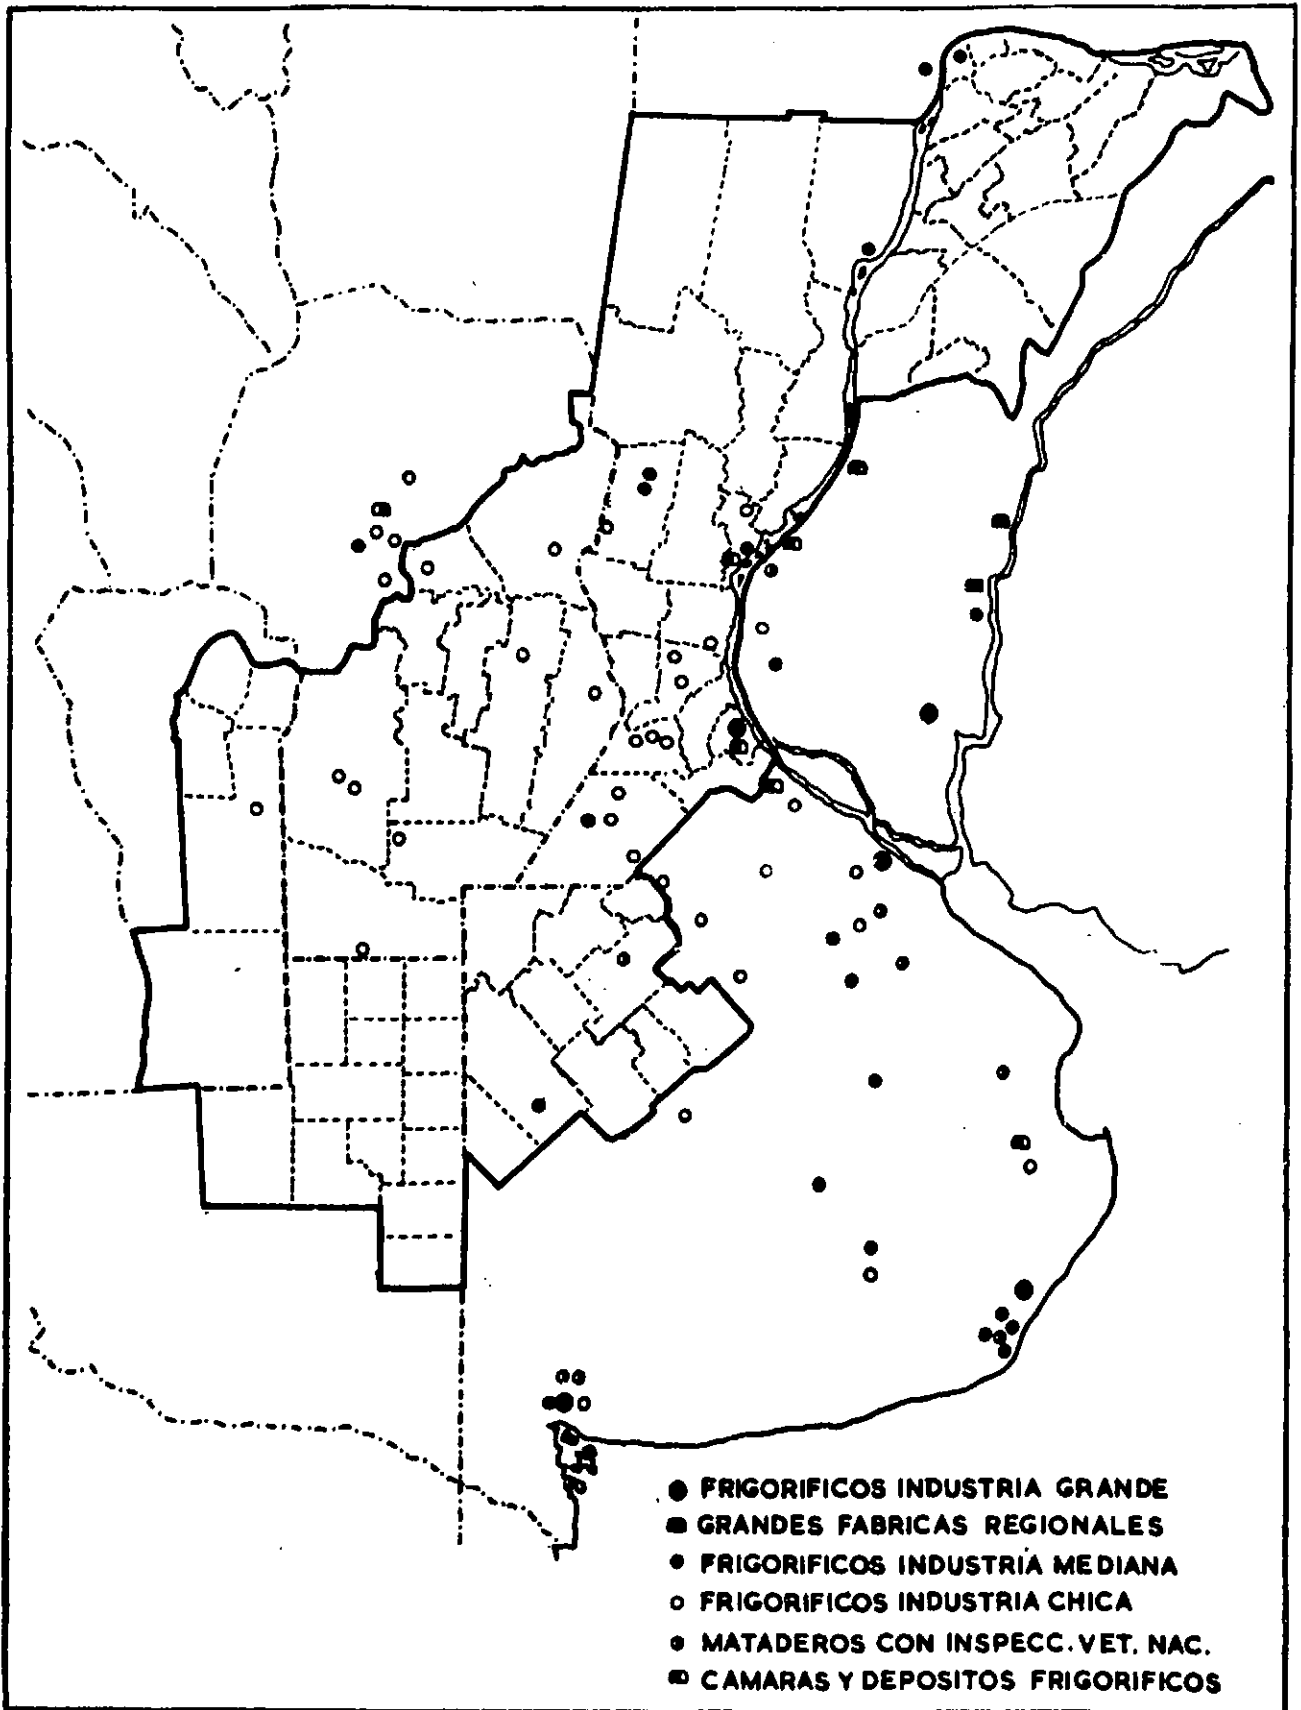 FRIGORIFICOS INDUSTRIA GRANDE
GRANDES FABRICAS REGIONALES
FRIGORIFICOS INDUSTRIA MEDIANA
FRIGORIFICOS INDUSTRIA CHICA
MATADEROS CON INSPECC. VET. NAC.
CAMARAS Y DEPOSITOS FRIGORIFICOS